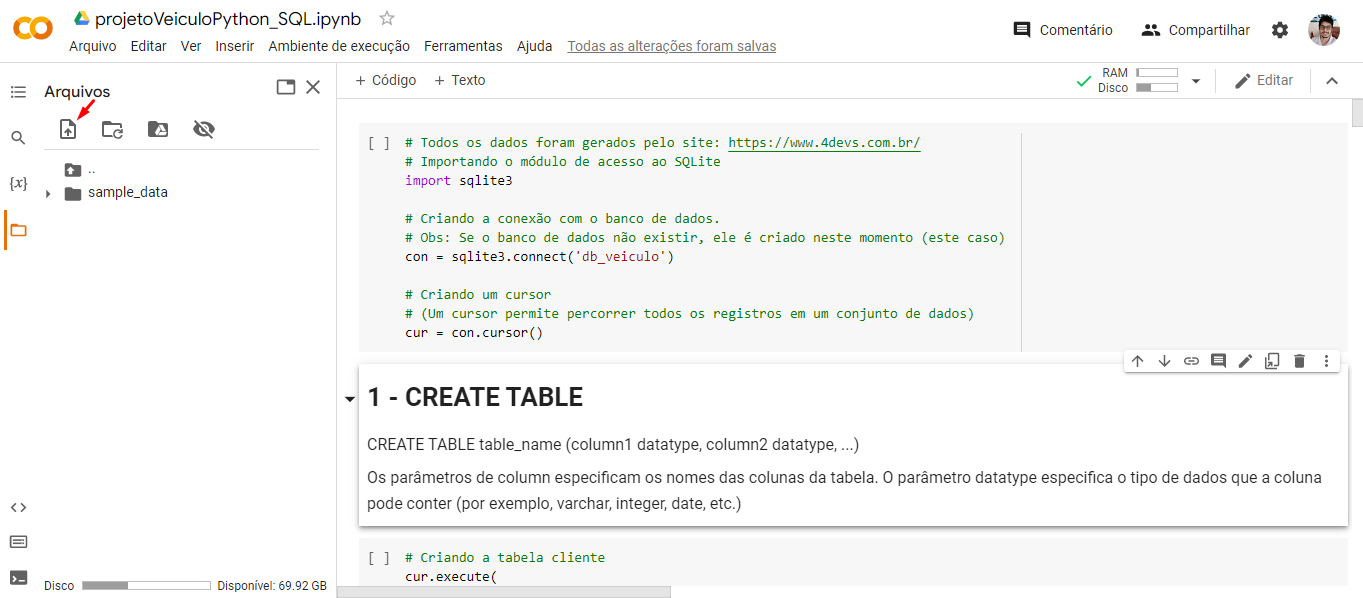 projetoVeiculoPython_SQL.ipynb
Arquivo Editar Ver Inserir Ambiente de execução Ferramentas Ajuda Todas as alterações foram salvas
Comentário Compartilhar
Arquivos
..
sample_data
Disco Disponível: 69.92 GB
+ Código + Texto
RAM
Disco
Editar
[ ] # Todos os dados foram gerados pelo site: https://www.4devs.com.br/
# Importando o módulo de acesso ao SQLite
import sqlite3
# Criando a conexão com o banco de dados.
# Obs: Se o banco de dados não existir, ele é criado neste momento (este caso)
con = sqlite3.connect('db_veiculo')
# Criando um cursor
# (Um cursor permite percorrer todos os registros em um conjunto de dados)
cur = con.cursor()
1 - CREATE TABLE
CREATE TABLE table_name (column1 datatype, column2 datatype, ...)
Os parâmetros de column especificam os nomes das colunas da tabela. O parâmetro datatype especifica o tipo de dados que a coluna
pode conter (por exemplo, varchar, integer, date, etc.)
[ ] # Criando a tabela cliente
cur.execute(